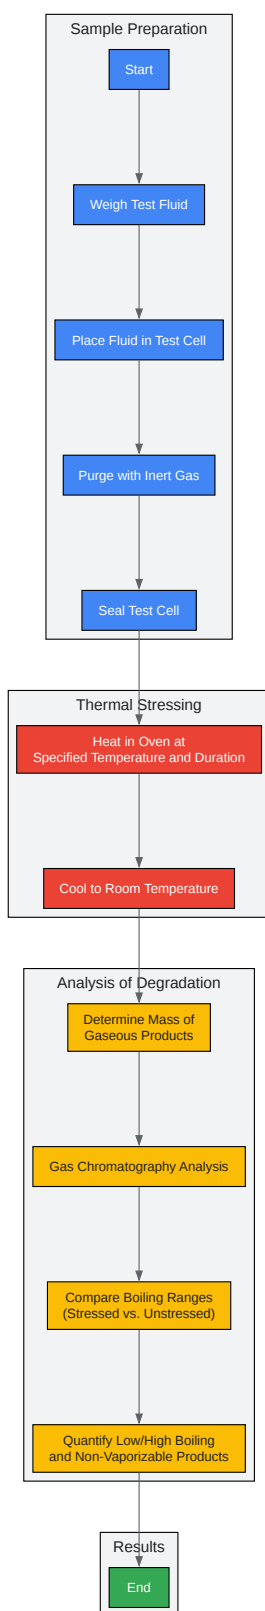 Sample Preparation
Start
Weigh Test Fluid
Place Fluid in Test Cell
Purge with Inert Gas
Seal Test Cell
Thermal Stressing
Heat in Oven at
Specified Temperature and Duration
Cool to Room Temperature
Analysis of Degradation
Determine Mass of
Gaseous Products
Gas Chromatography Analysis
Compare Boiling Ranges
(Stressed vs. Unstressed)
Quantify Low/High Boiling
and Non-Vaporizable Products
Results
End